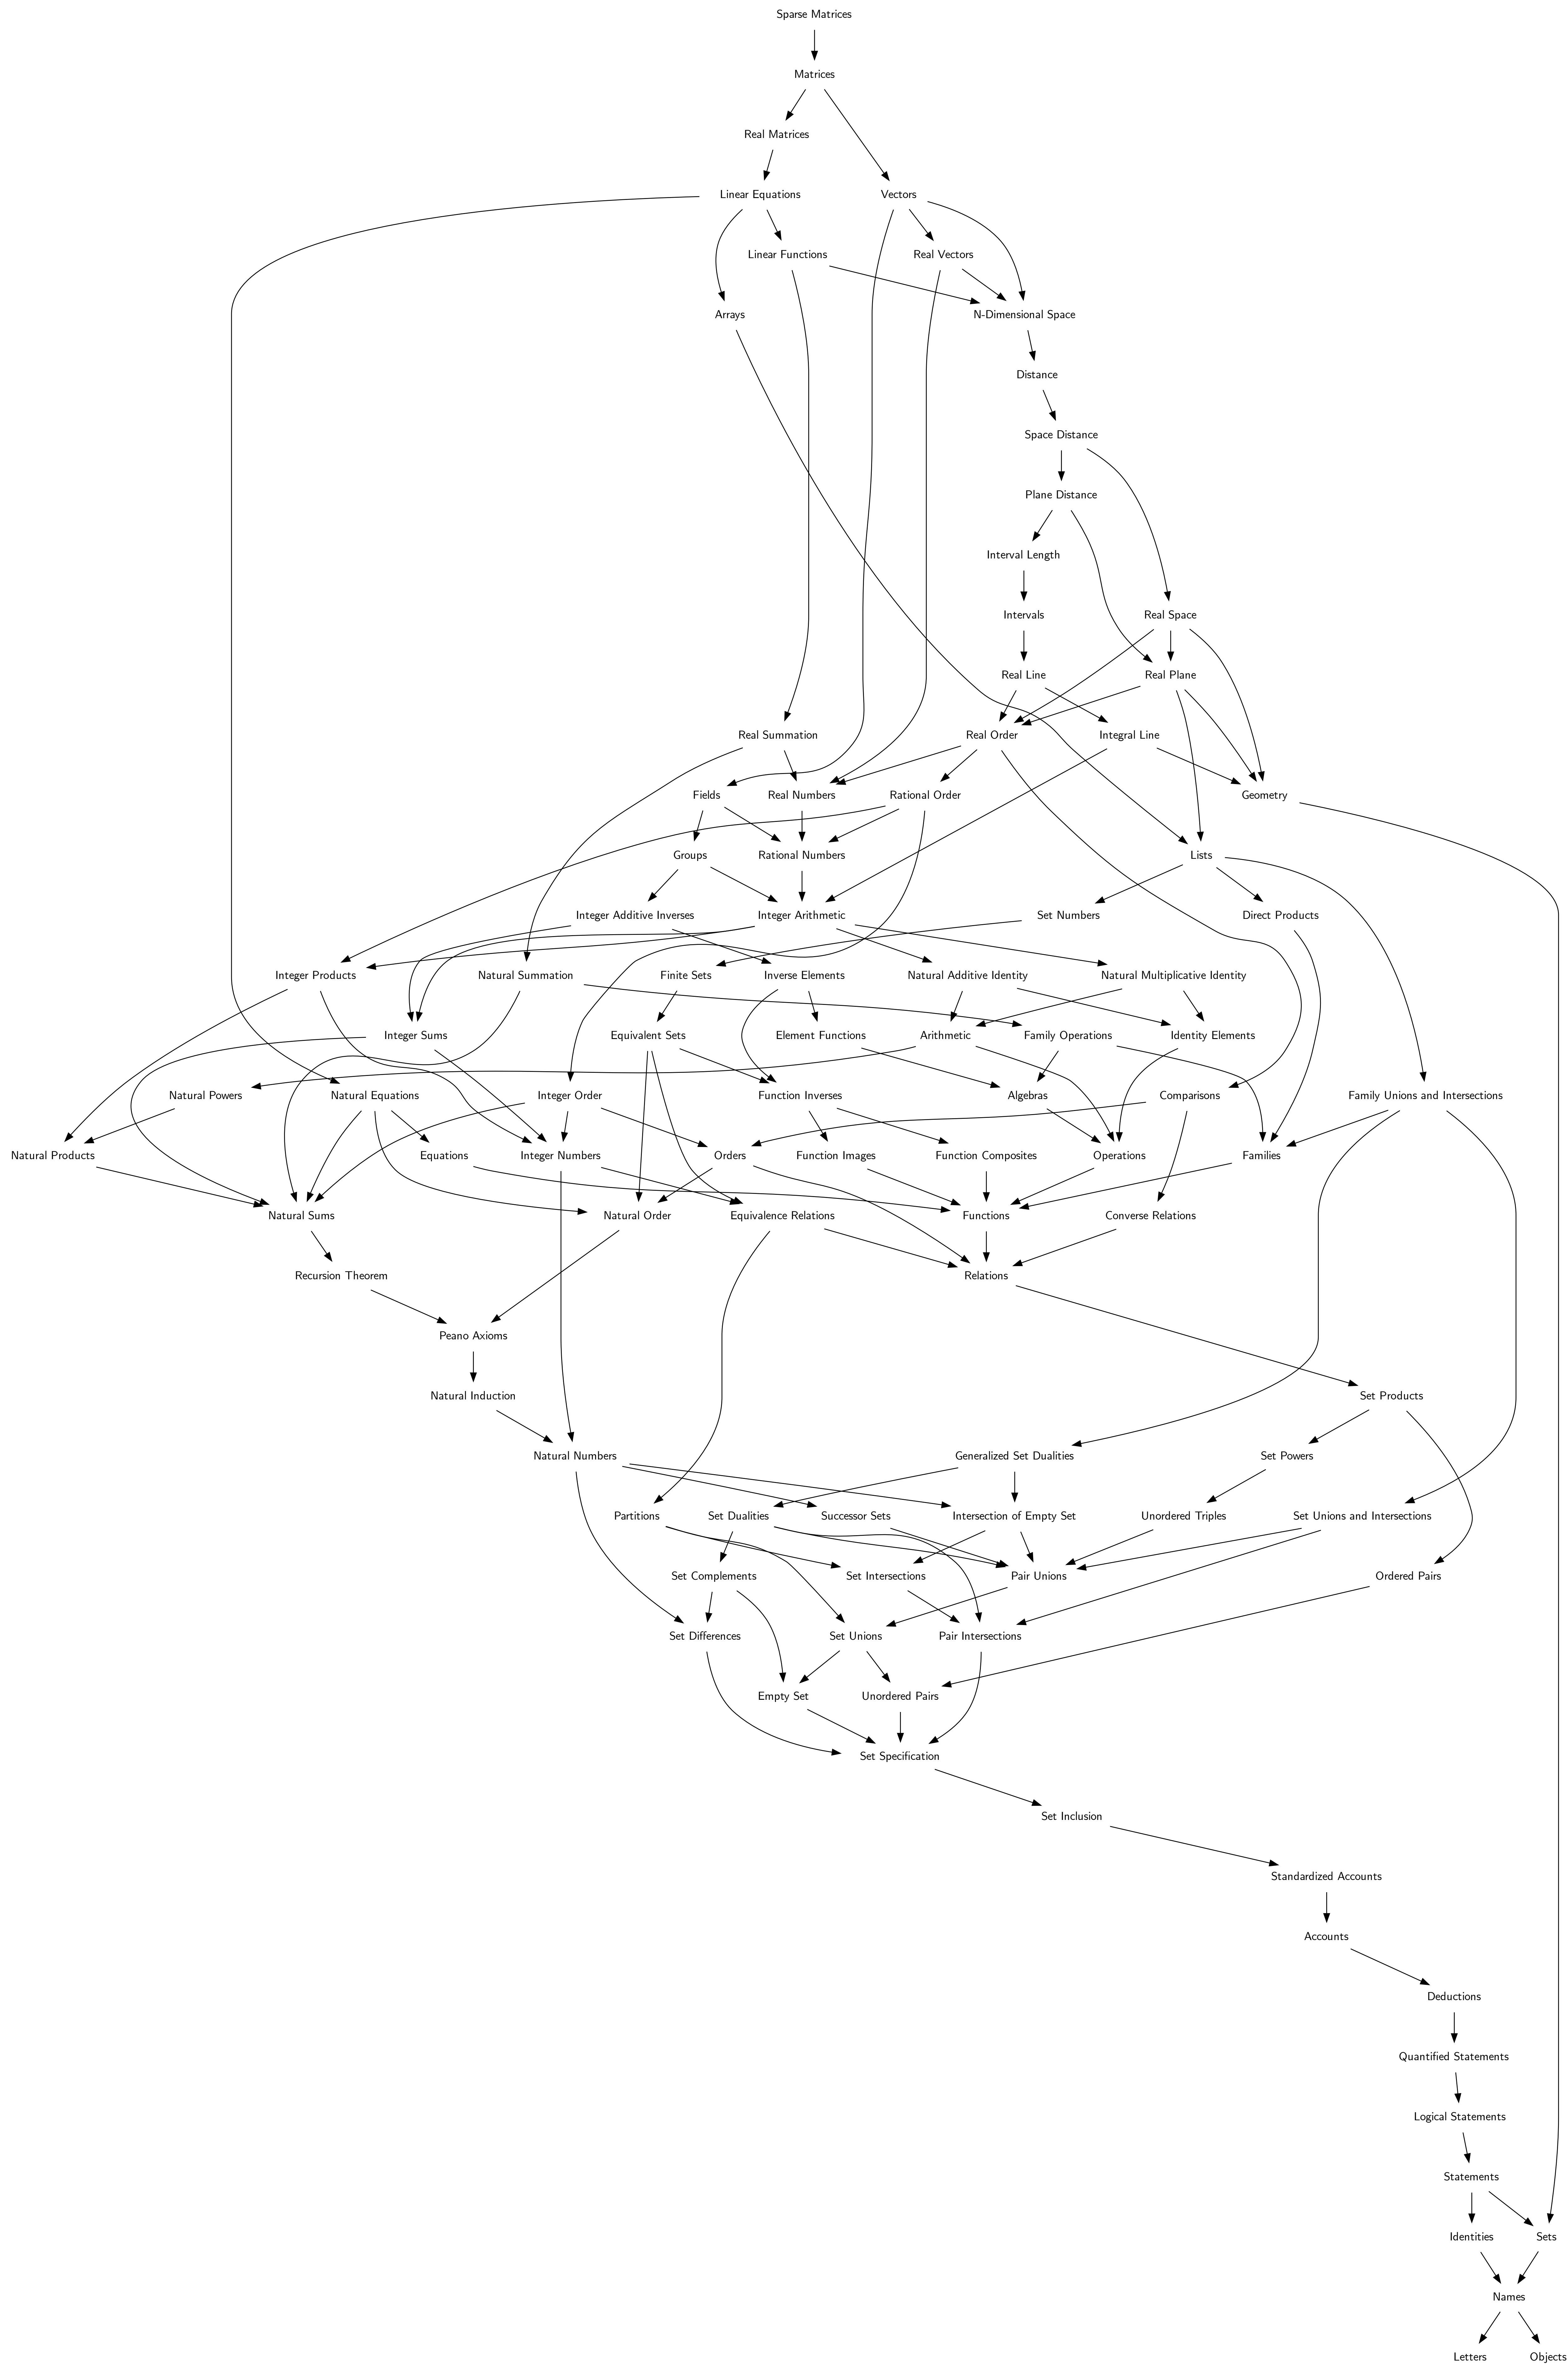 Sparse Matrices
Matrices
Real Matrices
Linear Equations
Vectors
Linear Functions
Real Vectors
Arrays
N-Dimensional Space
Distance
Space Distance
Plane Distance
Interval Length
Intervals
Real Space
Real Line
Real Plane
Real Summation
Real Order
Integral Line
Fields
Real Numbers
Rational Order
Geometry
Groups
Rational Numbers
Lists
Integer Additive Inverses
Integer Arithmetic
Set Numbers
Direct Products
Integer Products
Natural Summation
Finite Sets
Inverse Elements
Natural Additive Identity
Natural Multiplicative Identity
Integer Sums
Equivalent Sets
Element Functions
Arithmetic
Family Operations
Identity Elements
Natural Powers
Natural Equations
Integer Order
Function Inverses
Algebras
Comparisons
Family Unions and Intersections
Natural Products
Equations
Integer Numbers
Orders
Function Images
Function Composites
Operations
Families
Natural Sums
Natural Order
Equivalence Relations
Functions
Converse Relations
Recursion Theorem
Relations
Peano Axioms
Natural Induction
Set Products
Natural Numbers
Generalized Set Dualities
Set Powers
Partitions
Set Dualities
Successor Sets
Intersection of Empty Set
Unordered Triples
Set Unions and Intersections
Set Complements
Set Intersections
Pair Unions
Ordered Pairs
Set Differences
Set Unions
Pair Intersections
Empty Set
Unordered Pairs
Set Specification
Set Inclusion
Standardized Accounts
Accounts
Deductions
Quantified Statements
Logical Statements
Statements
Identities
Sets
Names
Letters
Objects